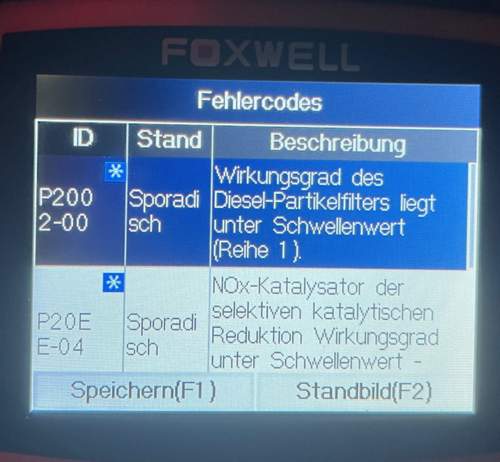 FOXWELL
Fehlercodes
ID Stand Beschreibung
P200
2-00
Sporadi
sch
Wirkungsgrad des
Diesel-Partikelfilters liegt
unter Schwellenwert
(Reihe 1).
P20E
E-04
Sporadi
sch
NOx-Katalysator der
selektiven katalytischen
Reduktion Wirkungsgrad
unter Schwellenwert -
Speichern(F1) Standbild(F2)